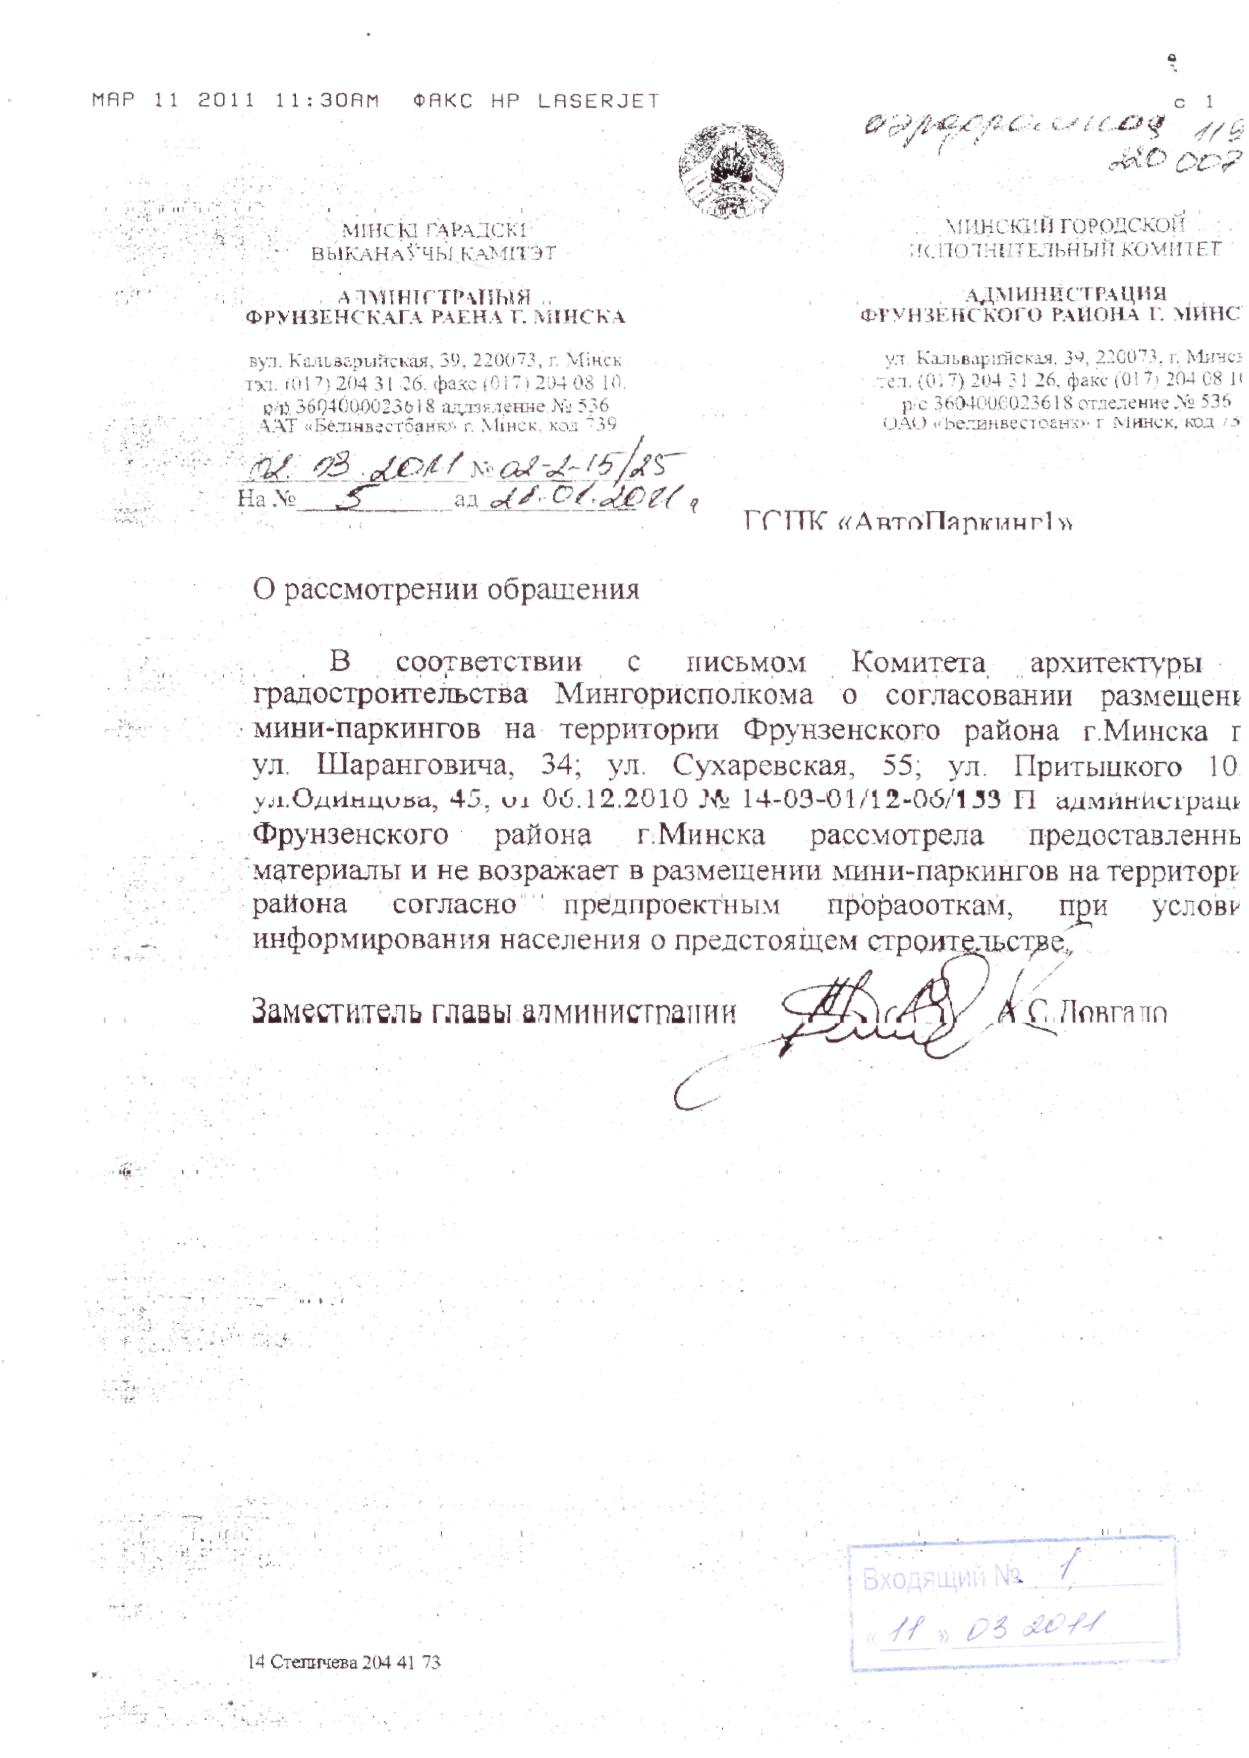 МАР 11 2011 11:30AM ФАКС HP LASERJET с 1
119
220 007
МІНСКІ ГАРАДСКІ
ВЫКАНАЎЧЫ КАМІТЭТ
АДМІНІСТРАЦЫЯ
ФРУНЗЕНСКАГА РАЕНА Г. МІНСКА
вул. Кальварыйская, 39, 220073, г. Мінск
тэл. (017) 204 31 26, факс (017) 204 08 10,
р/р 3604000023618 аддзяленне № 536
ААТ «Белінвестбанк» г. Мінск, код 739
МИНСКИЙ ГОРОДСКОЙ
ИСПОЛНИТЕЛЬНЫЙ КОМИТЕТ
АДМИНИСТРАЦИЯ
ФРУНЗЕНСКОГО РАЙОНА Г. МИНС
ул. Кальварийская, 39, 220073, г. Минск
тел. (017) 204 31 26, факс (017) 204 08 10
р/с 3604000023618 отделение № 536
ОАО «Белинвестбанк» г. Минск, код 73
02.03.2011 № 02-2-15/25
На № 5 ад 28.01.2011 г
ГСПК «АвтоПаркинг1»
О рассмотрении обращения
В соответствии с письмом Комитета архитектуры
градостроительства Мингорисполкома о согласовании размещени
мини-паркингов на территории Фрунзенского района г.Минска п
ул. Шаранговича, 34; ул. Сухаревская, 55; ул. Притыцкого 10
ул.Одинцова, 45, от 06.12.2010 № 14-03-01/12-06/153 П администраци
Фрунзенского района г.Минска рассмотрела предоставленны
материалы и не возражает в размещении мини-паркингов на территори
района согласно предпроектным проработкам, при услови
информирования населения о предстоящем строительстве.
Заместитель главы администрации А.С.Довгало
Входящий № 1
«11» 03 2011
14 Степичева 204 41 73